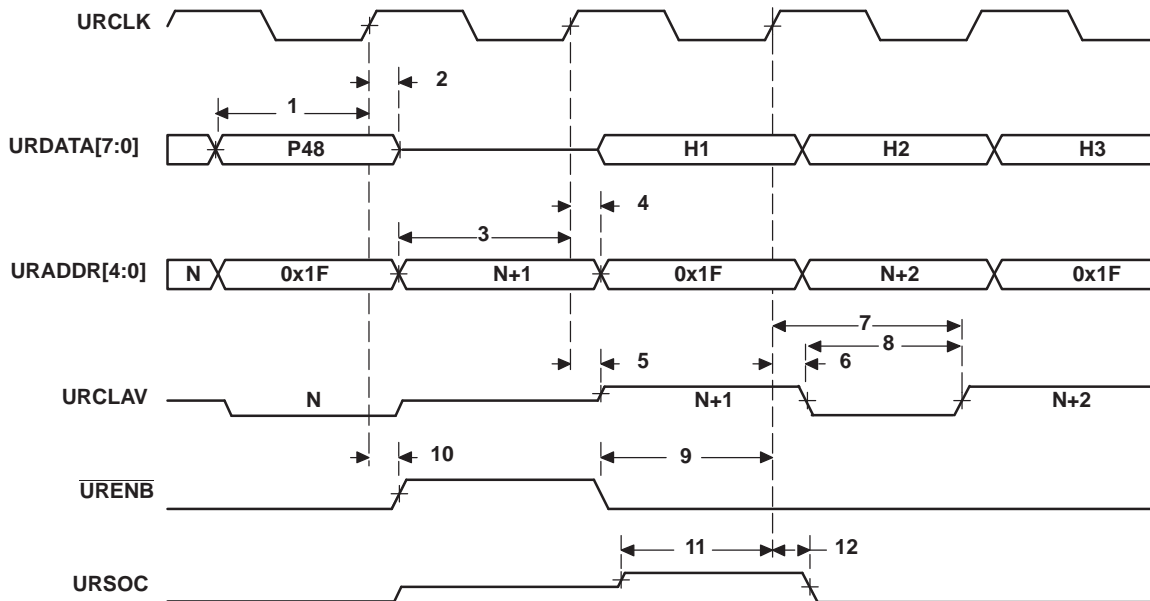 URCLK
2
1
URDATA[7:0] P48 H1 H2 H3
4
3
URADDR[4:0] N 0x1F N+1 0x1F N+2 0x1F
7
8
5 6
URCLAV N N+1 N+2
10 9
URENB
11 12
URSOC